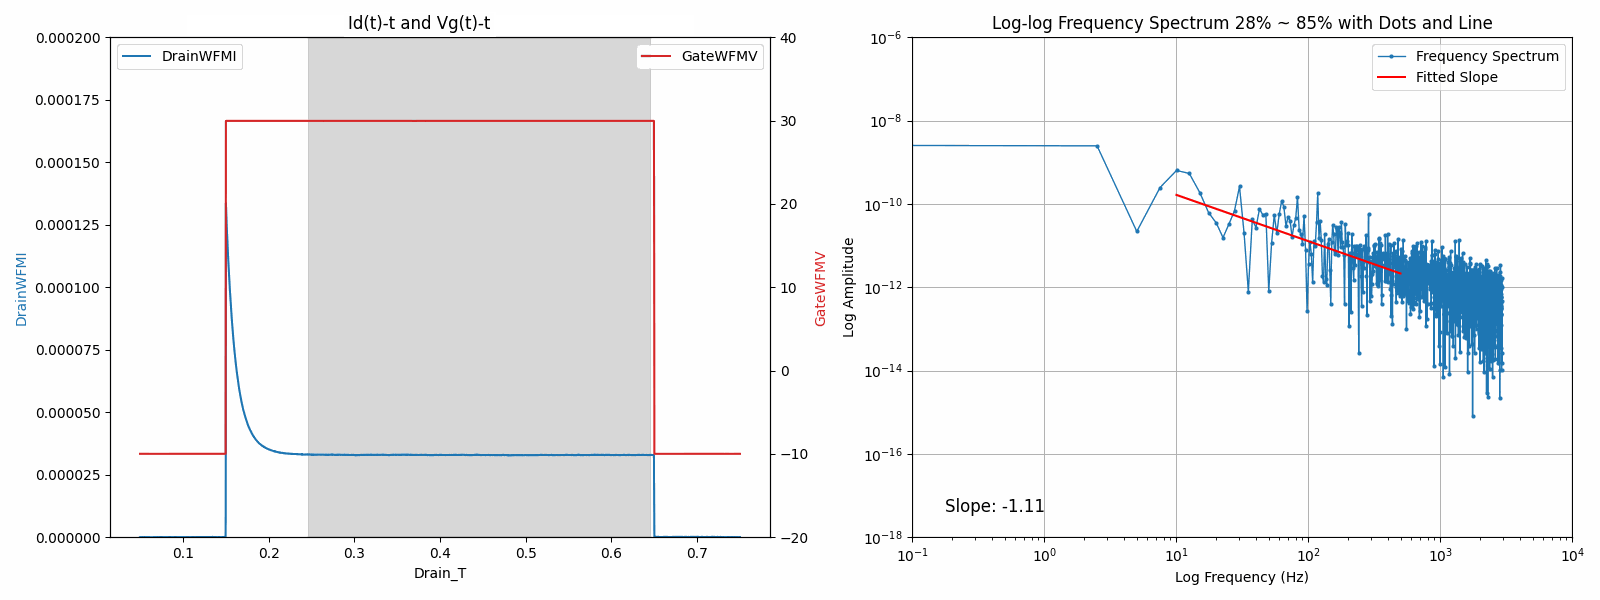 Id(t)-t and Vg(t)-t
DrainWFMI
GateWFMV
0.000200
0.000175
0.000150
0.000125
0.000100
0.000075
0.000050
0.000025
0.000000
DrainWFMI
40
30
20
10
0
−10
−20
GateWFMV
0.1 0.2 0.3 0.4 0.5 0.6 0.7
Drain_T
Log-log Frequency Spectrum 28% ~ 85% with Dots and Line
Frequency Spectrum
Fitted Slope
10⁻⁶
10⁻⁸
10⁻¹⁰
10⁻¹²
10⁻¹⁴
10⁻¹⁶
10⁻¹⁸
Log Amplitude
Slope: -1.11
10⁻¹ 10⁰ 10¹ 10² 10³ 10⁴
Log Frequency (Hz)